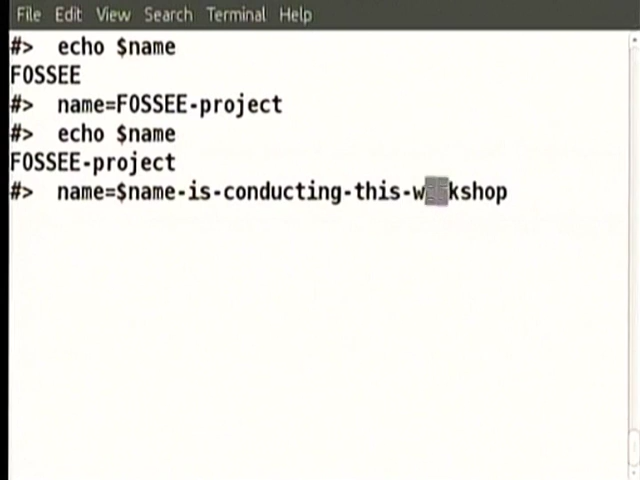 File Edit View Search Terminal Help
#> echo $name
FOSSEE
#> name=FOSSEE-project
#> echo $name
FOSSEE-project
#> name=$name-is-conducting-this-